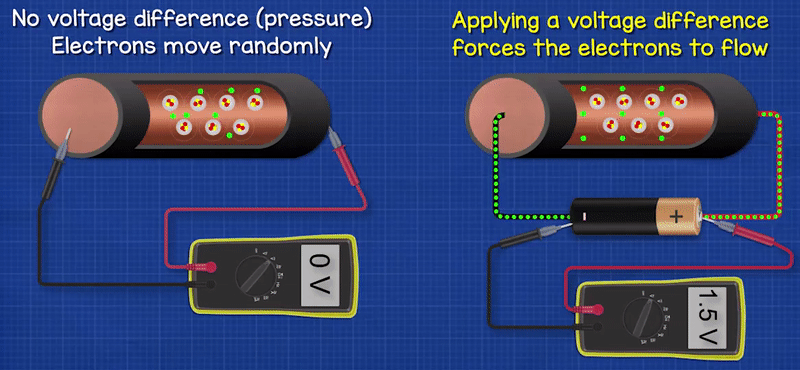 No voltage difference (pressure)
Electrons move randomly
Applying a voltage difference
forces the electrons to flow
0 V
- +
1.5 V